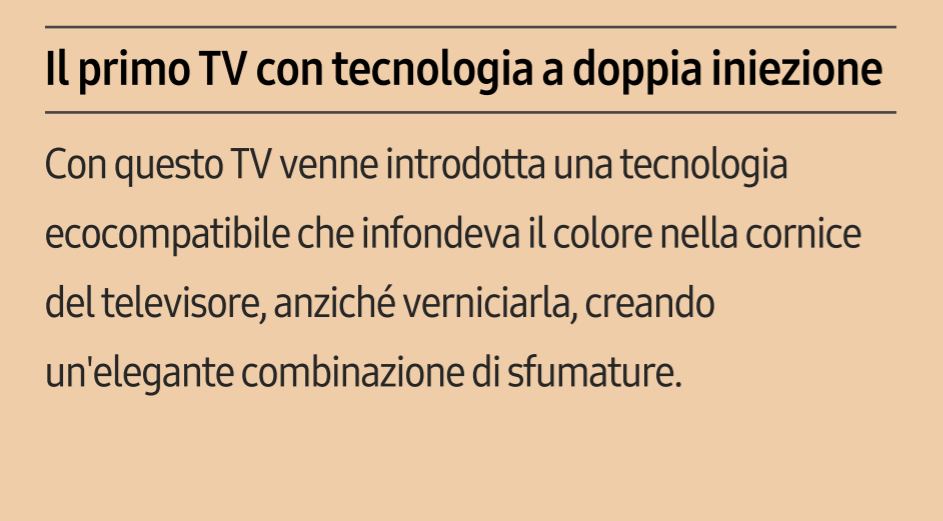 Il primo TV con tecnologia a doppia iniezione
Con questo TV venne introdotta una tecnologia
ecocompatibile che infondeva il colore nella cornice
del televisore, anziché verniciarla, creando
un'elegante combinazione di sfumature.